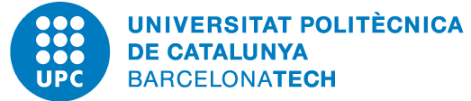 UPC
UNIVERSITAT POLITÈCNICA
DE CATALUNYA
BARCELONATECH